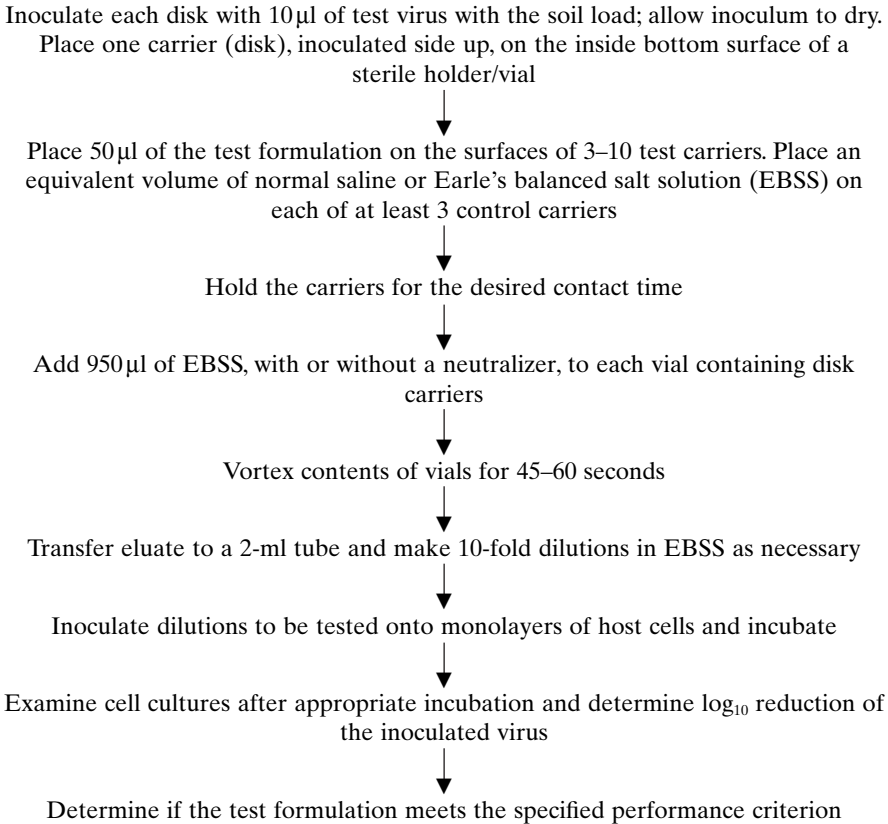 Inoculate each disk with 10 µl of test virus with the soil load; allow inoculum to dry.
Place one carrier (disk), inoculated side up, on the inside bottom surface of a
sterile holder/vial
Place 50 µl of the test formulation on the surfaces of 3–10 test carriers. Place an
equivalent volume of normal saline or Earle's balanced salt solution (EBSS) on
each of at least 3 control carriers
Hold the carriers for the desired contact time
Add 950 µl of EBSS, with or without a neutralizer, to each vial containing disk
carriers
Vortex contents of vials for 45–60 seconds
Transfer eluate to a 2-ml tube and make 10-fold dilutions in EBSS as necessary
Inoculate dilutions to be tested onto monolayers of host cells and incubate
Examine cell cultures after appropriate incubation and determine log₁₀ reduction of
the inoculated virus
Determine if the test formulation meets the specified performance criterion